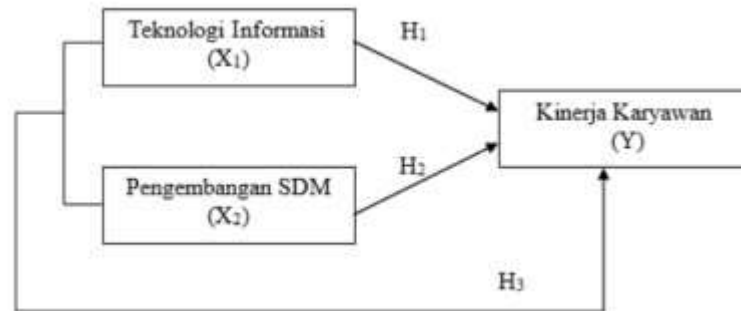 Teknologi Informasi
(X₁)
H₁
Kinerja Karyawan
(Y)
Pengembangan SDM
(X₂)
H₂
H₃